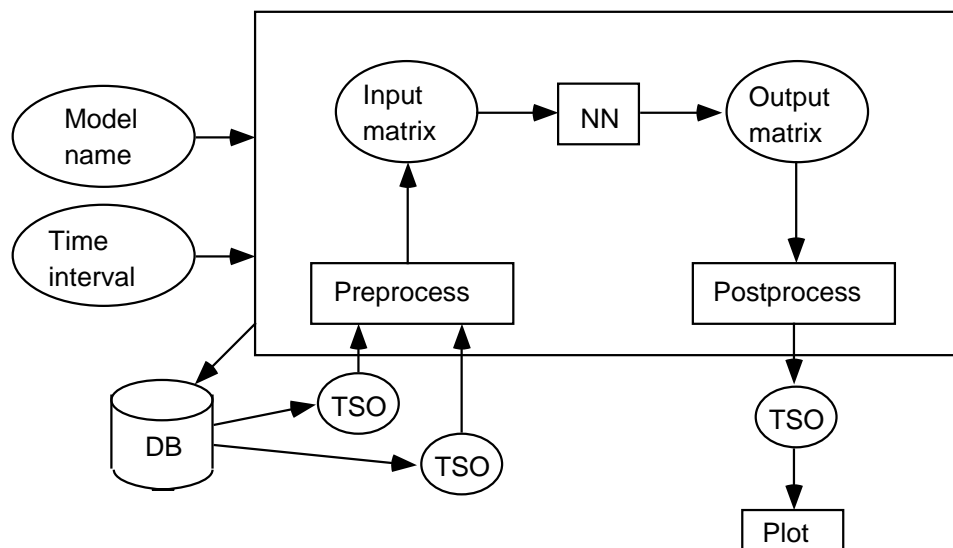 Model
name
Input
matrix
NN
Output
matrix
Time
interval
Preprocess
Postprocess
DB
TSO
TSO
TSO
Plot